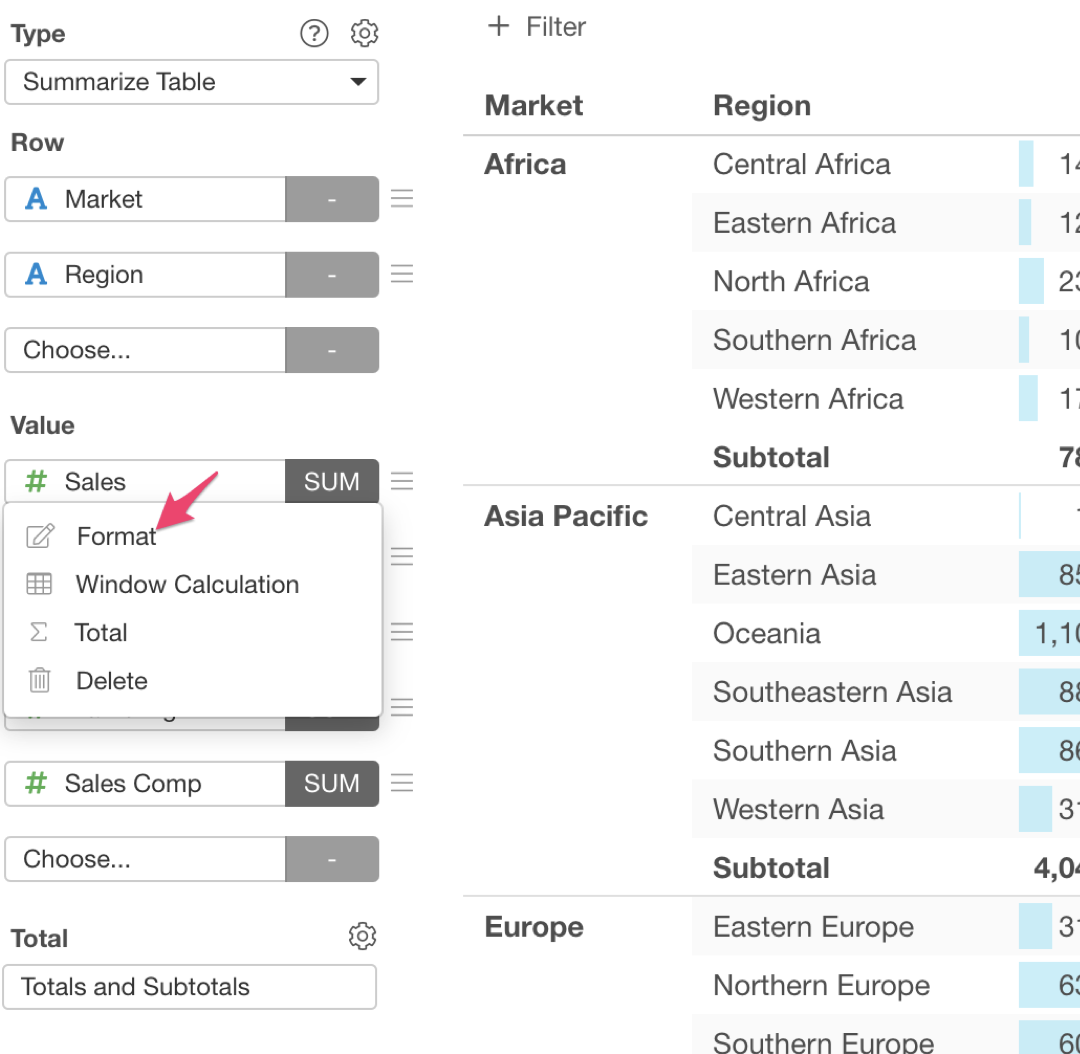 Type
Summarize Table
Row
A Market -
A Region -
Choose... -
Value
# Sales SUM
Format
Window Calculation
Total
Delete
# Sales Comp SUM
Choose... -
Total
Totals and Subtotals
+ Filter
Market Region
Africa Central Africa 14
Eastern Africa 12
North Africa 23
Southern Africa 10
Western Africa 17
Subtotal 78
Asia Pacific Central Asia
Eastern Asia 85
Oceania 1,10
Southeastern Asia 88
Southern Asia 86
Western Asia 31
Subtotal 4,04
Europe Eastern Europe 31
Northern Europe 63
Southern Europe 60